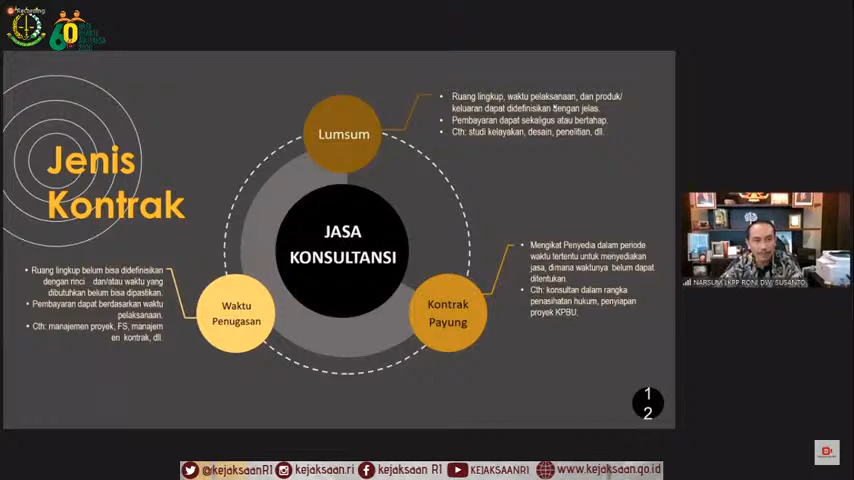 Recording
Jenis
Kontrak
Lumsum
• Ruang lingkup, waktu pelaksanaan, dan produk/
keluaran dapat didefinisikan dengan jelas.
• Pembayaran dapat sekaligus atau bertahap.
• Cth: studi kelayakan, desain, penelitian, dll.
JASA
KONSULTANSI
• Mengikat Penyedia dalam periode
waktu tertentu untuk menyediakan
jasa, dimana waktunya belum dapat
ditentukan.
• Cth: konsultan dalam rangka
penasihatan hukum, penyiapan
proyek KPBU.
Kontrak
Payung
• Ruang lingkup belum bisa didefinisikan
dengan rinci dan/atau waktu yang
dibutuhkan belum bisa dipastikan.
• Pembayaran dapat berdasarkan waktu
pelaksanaan.
• Cth: manajemen proyek, FS, manajem
en kontrak, dll.
Waktu
Penugasan
NARSUM LKPP RONI DWI SUSANTO
1
2
@kejaksaanRI kejaksaan.ri kejaksaan RI KEJAKSAANRI www.kejaksaan.go.id